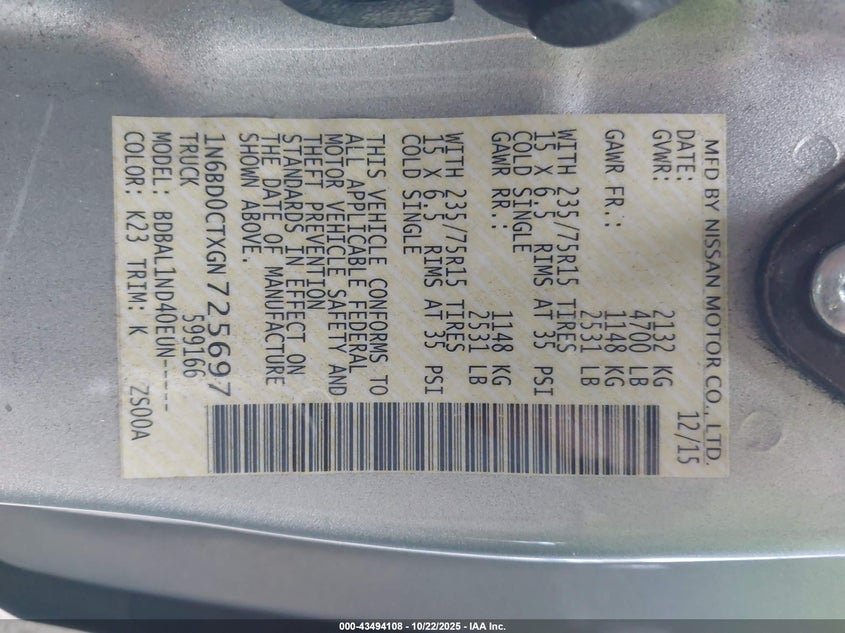 MFD BY NISSAN MOTOR CO., LTD.
DATE: 12/15
GVWR: 2132 KG
4700 LB
GAWR FR.: 1148 KG
2531 LB
WITH 235/75R15 TIRES
15 X 6.5 RIMS AT 35 PSI
COLD SINGLE
GAWR RR.: 1148 KG
2531 LB
WITH 235/75R15 TIRES
15 X 6.5 RIMS AT 35 PSI
COLD SINGLE
THIS VEHICLE CONFORMS TO
ALL APPLICABLE FEDERAL
MOTOR VEHICLE SAFETY AND
THEFT PREVENTION
STANDARDS IN EFFECT ON
THE DATE OF MANUFACTURE
SHOWN ABOVE.
1N6BD0CTXGN725697
TRUCK 599166
MODEL: BDBAL1ND40EUN-----
COLOR: K23 TRIM: K ZS00A
000-43494108 - 10/22/2025 - IAA Inc.